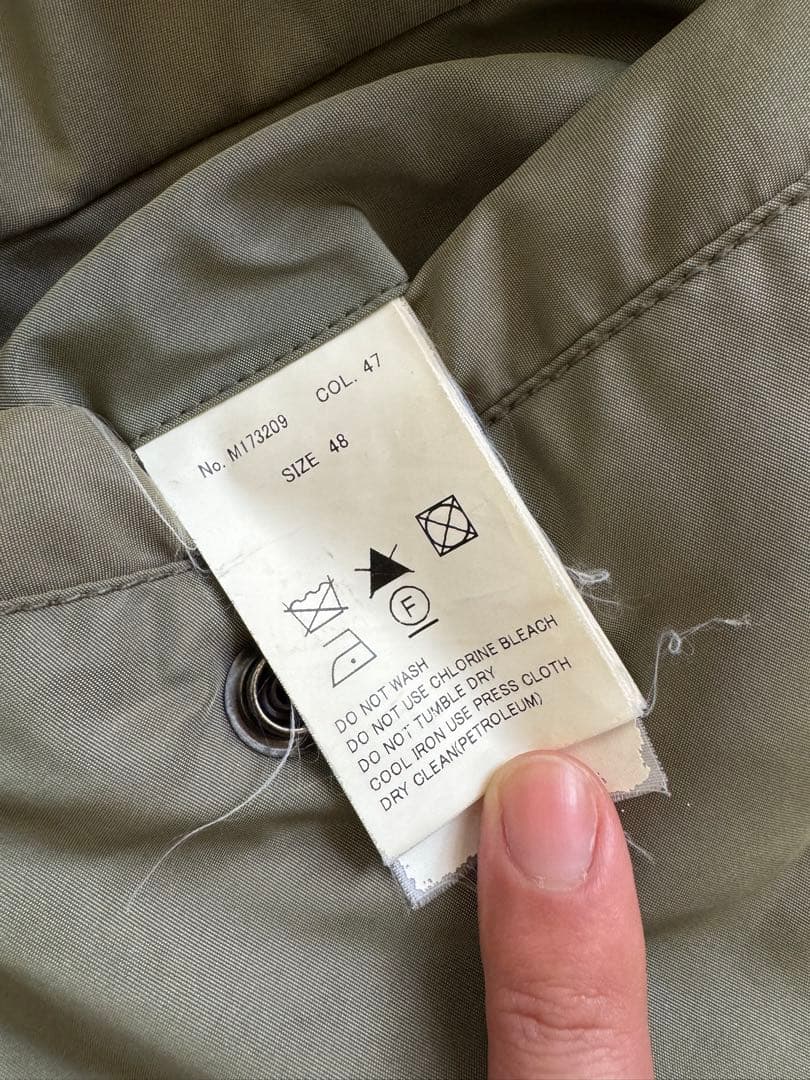 No. M173209 COL. 47
SIZE 48
F
DO NOT WASH
DO NOT USE CHLORINE BLEACH
DO NOT TUMBLE DRY
COOL IRON USE PRESS CLOTH
DRY CLEAN(PETROLEUM)